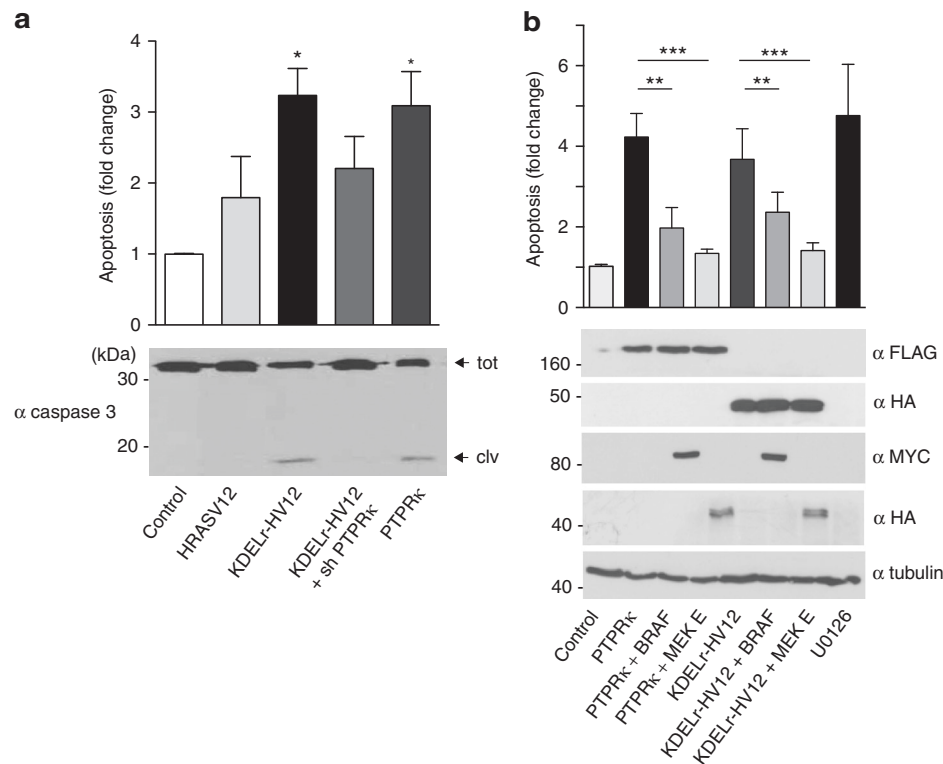 a
Apoptosis (fold change)
4
3
2
1
0
*
*
(kDa)
30
20
α caspase 3
tot
clv
Control
HRASV12
KDELr-HV12
KDELr-HV12
+ sh PTPRκ
PTPRκ
b
Apoptosis (fold change)
6
4
2
0
***
**
***
**
160
α FLAG
50
α HA
80
α MYC
40
α HA
40
α tubulin
Control
PTPRκ
PTPRκ + BRAF
PTPRκ + MEK E
KDELr-HV12
KDELr-HV12 + BRAF
KDELr-HV12 + MEK E
U0126